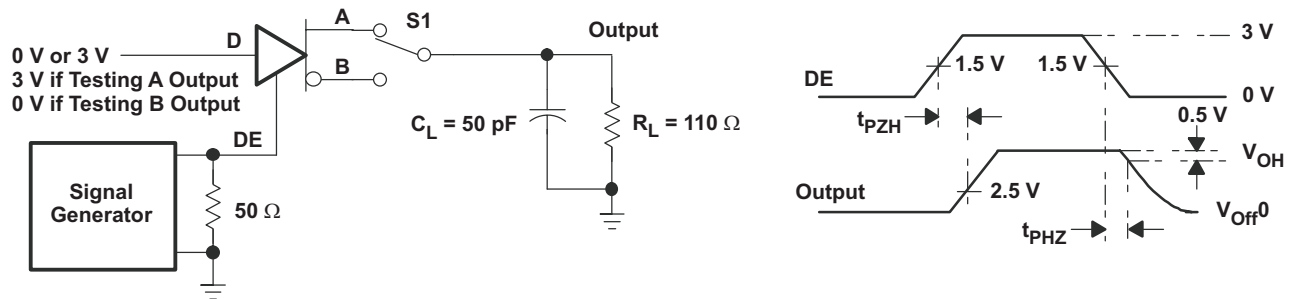 0 V or 3 V
3 V if Testing A Output
0 V if Testing B Output
D
A
B
S1
DE
Signal
Generator
50 Ω
C_L = 50 pF
Output
R_L = 110 Ω
DE
1.5 V
1.5 V
3 V
0 V
t_PZH
0.5 V
V_OH
Output
2.5 V
t_PHZ
V_Off0